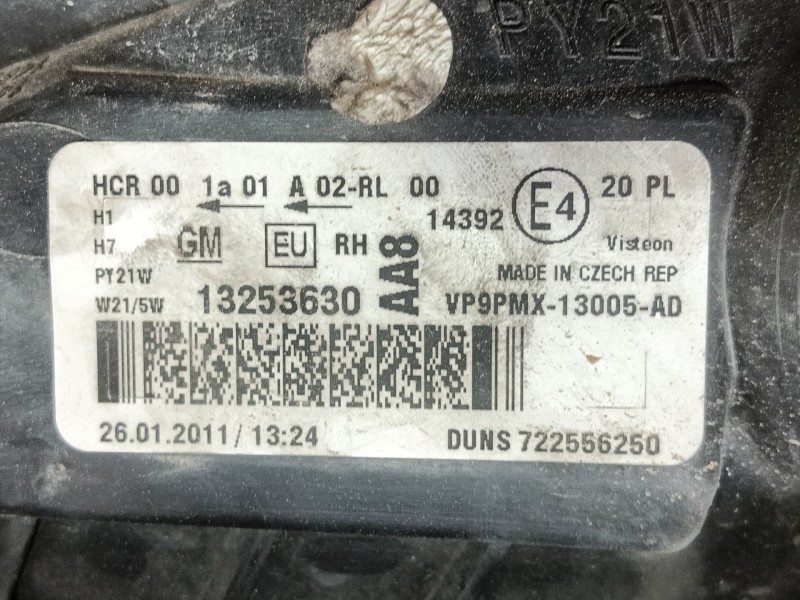 PY21W
HCR 00 1a 01 A 02-RL 00 E4 20 PL
H1 14392
H7 GM EU RH AA8 Visteon
PY21W MADE IN CZECH REP
W21/5W 13253630 VP9PMX-13005-AD
26.01.2011/ 13:24 DUNS 722556250